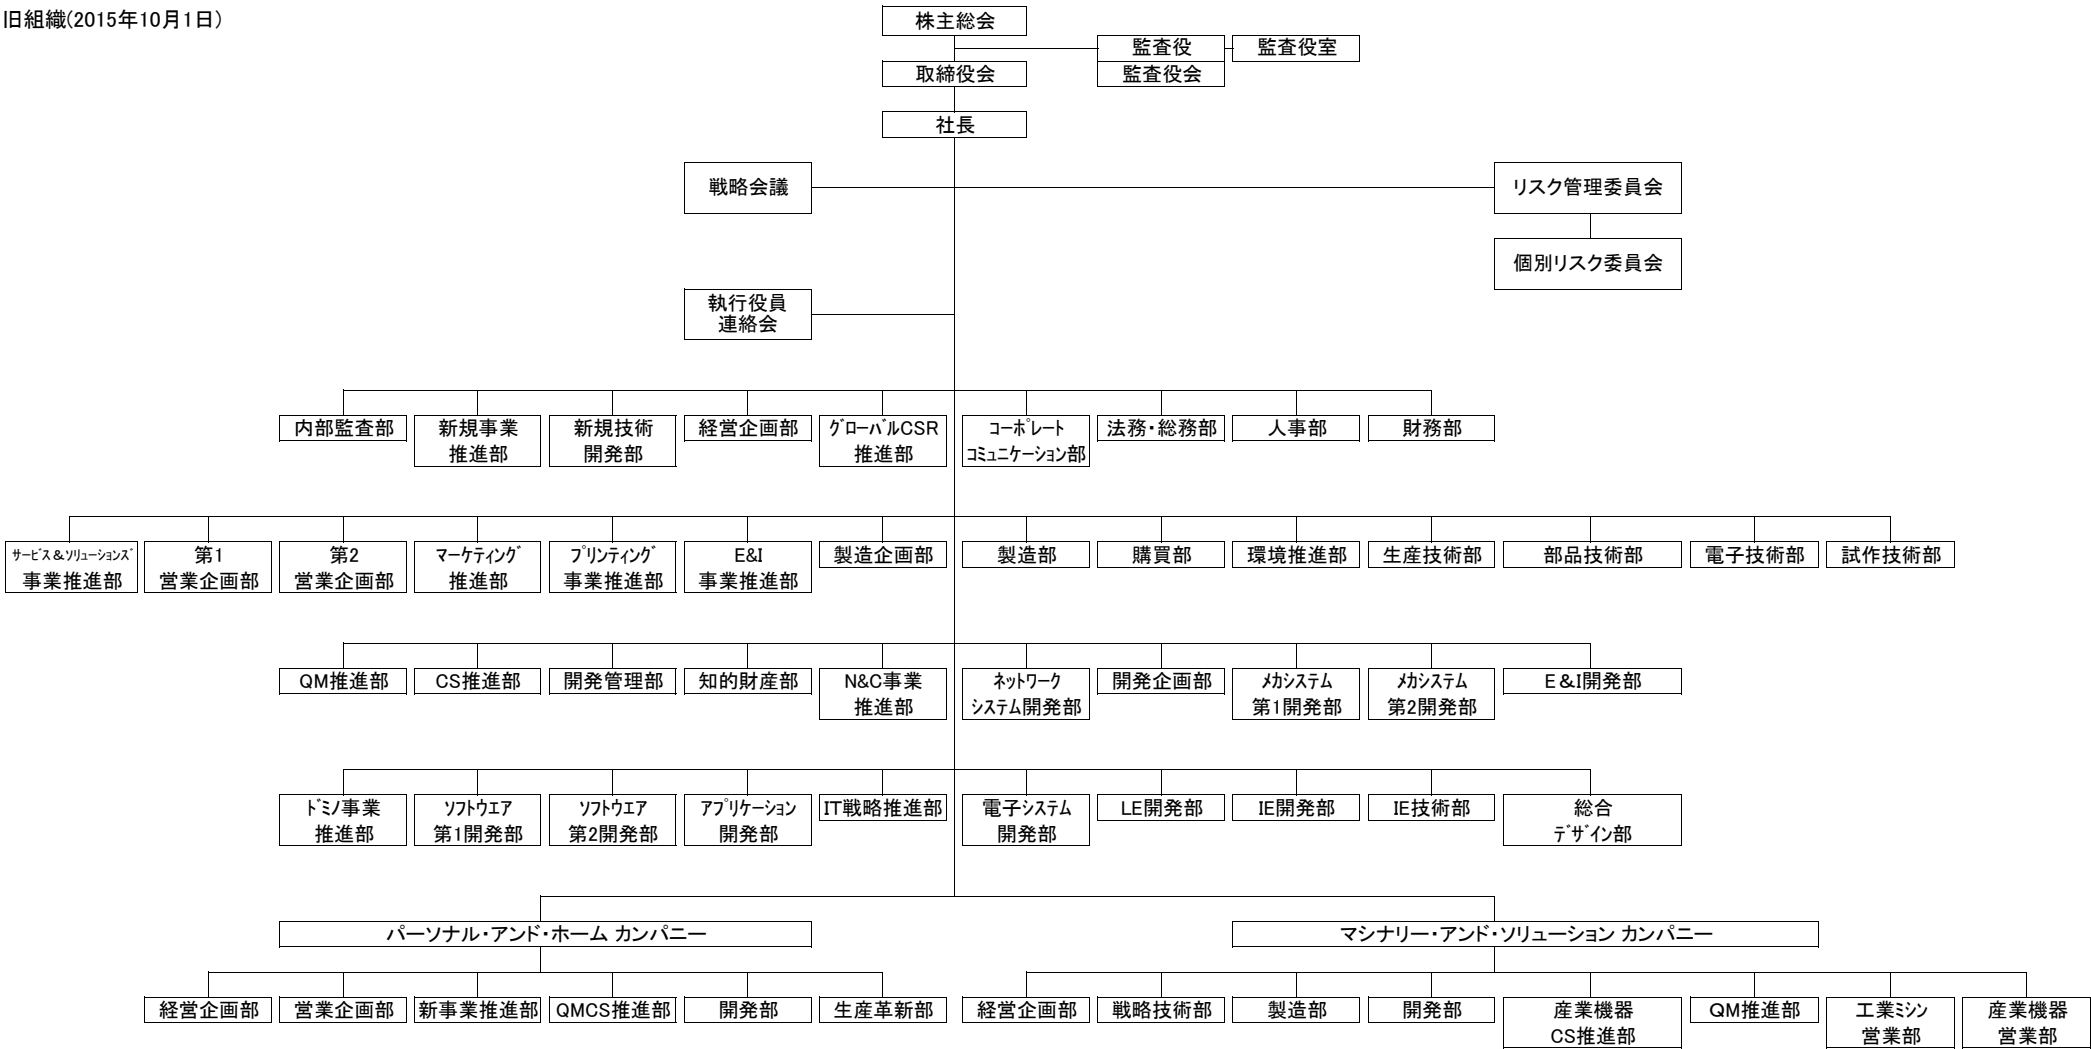 旧組織(2015年10月1日)
株主総会
監査役
監査役室
取締役会
監査役会
社長
戦略会議
リスク管理委員会
個別リスク委員会
執行役員
連絡会
内部監査部
新規事業
推進部
新規技術
開発部
経営企画部
グローバルCSR
推進部
コーポレート
コミュニケーション部
法務・総務部
人事部
財務部
サービス&ソリューションズ
事業推進部
第1
営業企画部
第2
営業企画部
マーケティング
推進部
プリンティング
事業推進部
E&I
事業推進部
製造企画部
製造部
購買部
環境推進部
生産技術部
部品技術部
電子技術部
試作技術部
QM推進部
CS推進部
開発管理部
知的財産部
N&C事業
推進部
ネットワーク
システム開発部
開発企画部
メカシステム
第1開発部
メカシステム
第2開発部
E&I開発部
ドミノ事業
推進部
ソフトウエア
第1開発部
ソフトウエア
第2開発部
アプリケーション
開発部
IT戦略推進部
電子システム
開発部
LE開発部
IE開発部
IE技術部
総合
デザイン部
パーソナル・アンド・ホーム カンパニー
マシナリー・アンド・ソリューション カンパニー
経営企画部
営業企画部
新事業推進部
QMCS推進部
開発部
生産革新部
経営企画部
戦略技術部
製造部
開発部
産業機器
CS推進部
QM推進部
工業ミシン
営業部
産業機器
営業部